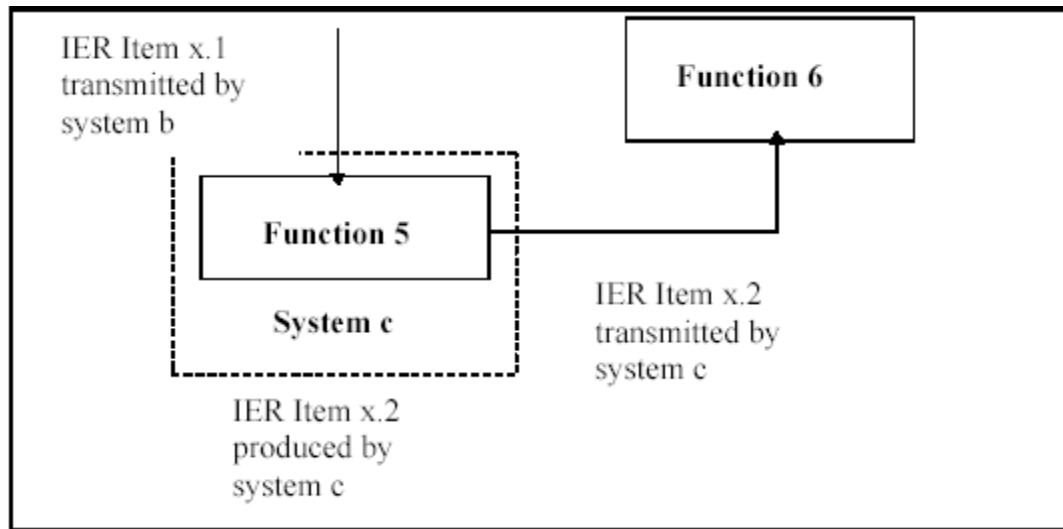 IER Item x.1
transmitted by
system b
Function 6
Function 5
System c
IER Item x.2
transmitted by
system c
IER Item x.2
produced by
system c